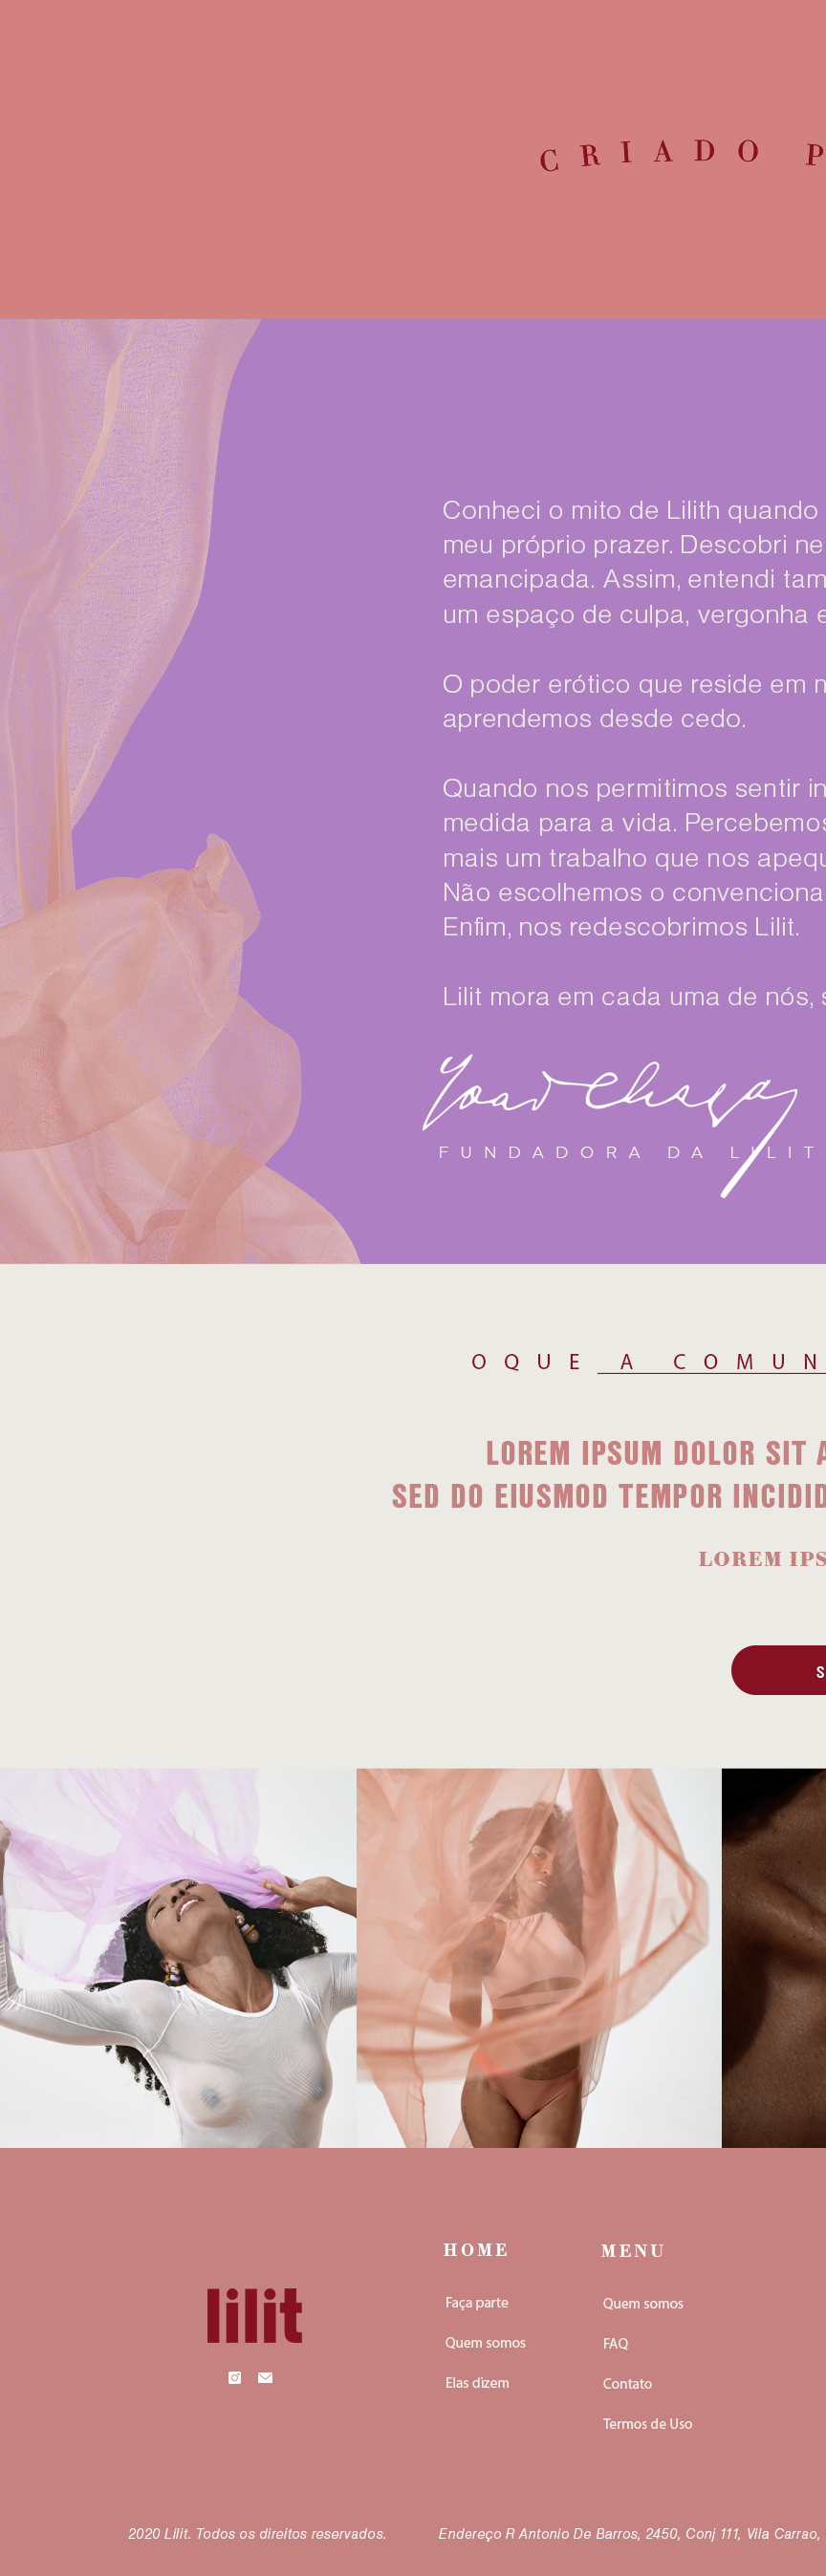 CRIADO P
Conheci o mito de Lilith quando
meu próprio prazer. Descobri ne
emancipada. Assim, entendi tam
um espaço de culpa, vergonha e
O poder erótico que reside em n
aprendemos desde cedo.
Quando nos permitimos sentir in
medida para a vida. Percebemos
mais um trabalho que nos apequ
Não escolhemos o convenciona
Enfim, nos redescobrimos Lilit.
Lilit mora em cada uma de nós, s
FUNDADORA DA LILIT
OQUE A COMUN
LOREM IPSUM DOLOR SIT A
SED DO EIUSMOD TEMPOR INCIDID
LOREM IPS
S
lilit
HOME
Faça parte
Quem somos
Elas dizem
MENU
Quem somos
FAQ
Contato
Termos de Uso
2020 Lilit. Todos os direitos reservados.
Endereço R Antonio De Barros, 2450, Conj 111, Vila Carrao,